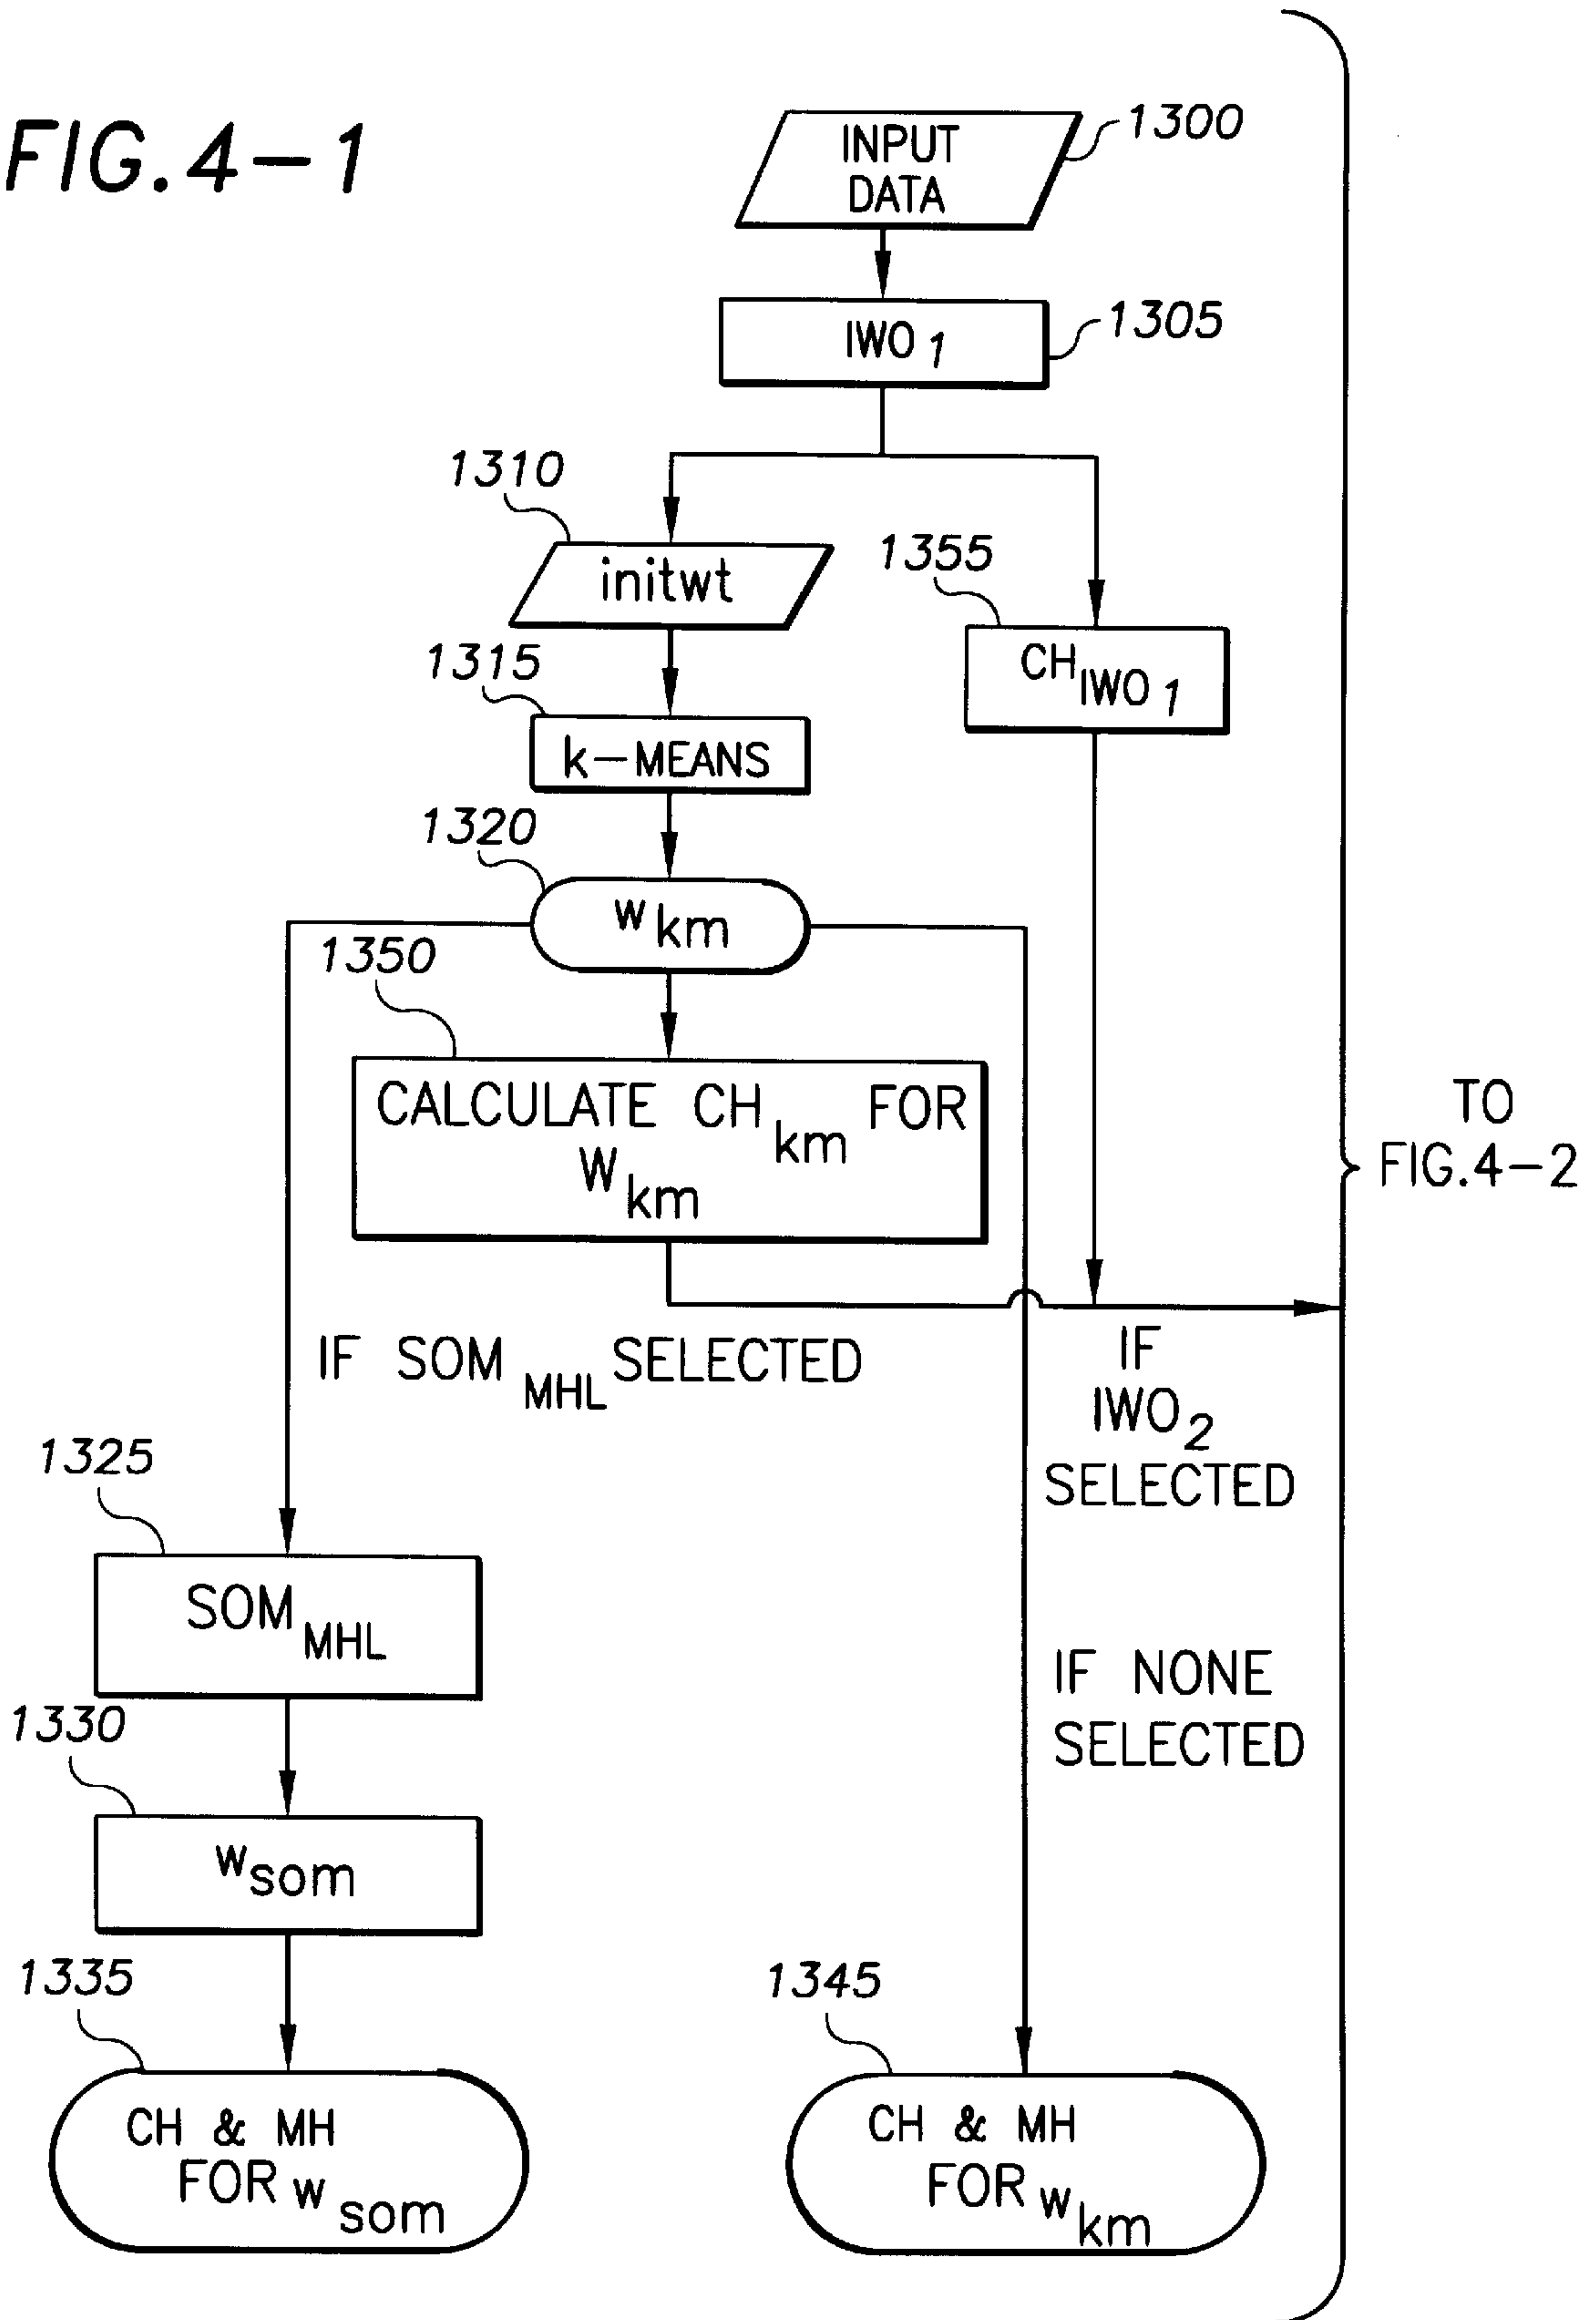 FIG.4-1
1300
INPUT
DATA
1305
IWO 1
1310
initwt
1355
CH IWO 1
1315
k-MEANS
1320
w km
1350
CALCULATE CH km FOR
W km
TO
FIG.4-2
IF SOM MHL SELECTED
IF
IWO 2
SELECTED
1325
SOM MHL
IF NONE
SELECTED
1330
w som
1335
CH & MH
FOR w som
1345
CH & MH
FOR w km